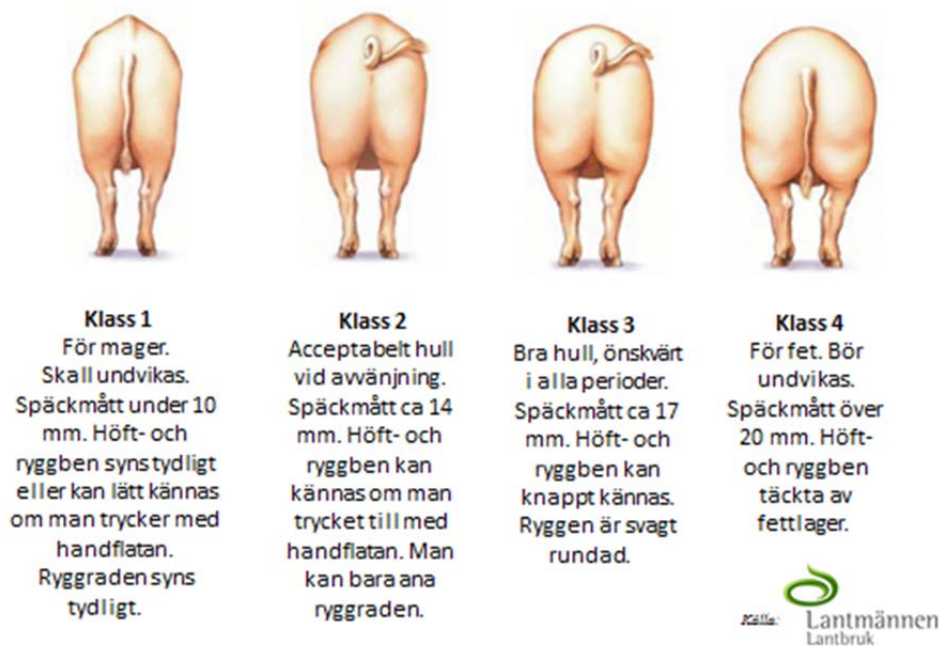 Klass 1
För mager.
Skall undvikas.
Späckmått under 10
mm. Höft- och
ryggben syns tydligt
eller kan lätt kännas
om man trycker med
handflatan.
Ryggraden syns
tydligt.
Klass 2
Acceptabelt hull
vid avvänjning.
Späckmått ca 14
mm. Höft- och
ryggben kan
kännas om man
trycket till med
handflatan. Man
kan bara ana
ryggraden.
Klass 3
Bra hull, önskvärt
i alla perioder.
Späckmått ca 17
mm. Höft- och
ryggben kan
knappt kännas.
Ryggen är svagt
rundad.
Klass 4
För fet. Bör
undvikas.
Späckmått över
20 mm. Höft-
och ryggben
täckta av
fettlager.
Källa:
Lantmännen
Lantbruk